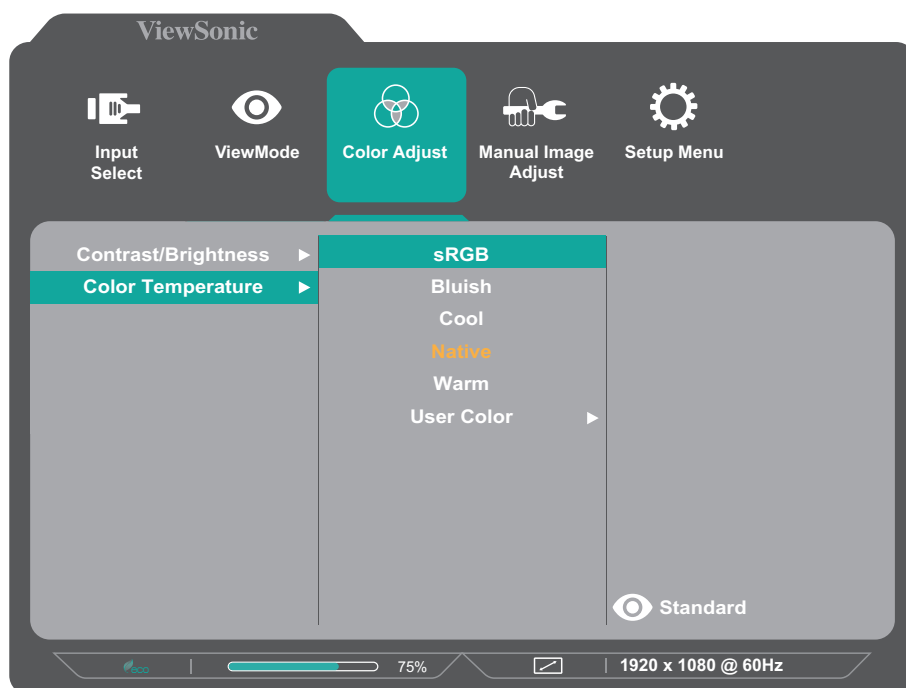 ViewSonic
Input
Select
ViewMode
Color Adjust
Manual Image
Adjust
Setup Menu
Contrast/Brightness
Color Temperature
sRGB
Bluish
Cool
Native
Warm
User Color
Standard
eco
75%
1920 x 1080 @ 60Hz